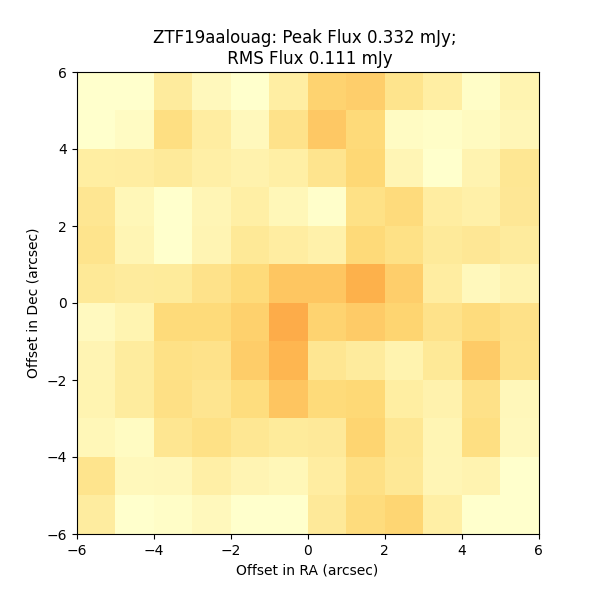 ZTF19aalouag: Peak Flux 0.332 mJy;
RMS Flux 0.111 mJy
6
4
2
0
−2
−4
−6
Offset in Dec (arcsec)
−6 −4 −2 0 2 4 6
Offset in RA (arcsec)